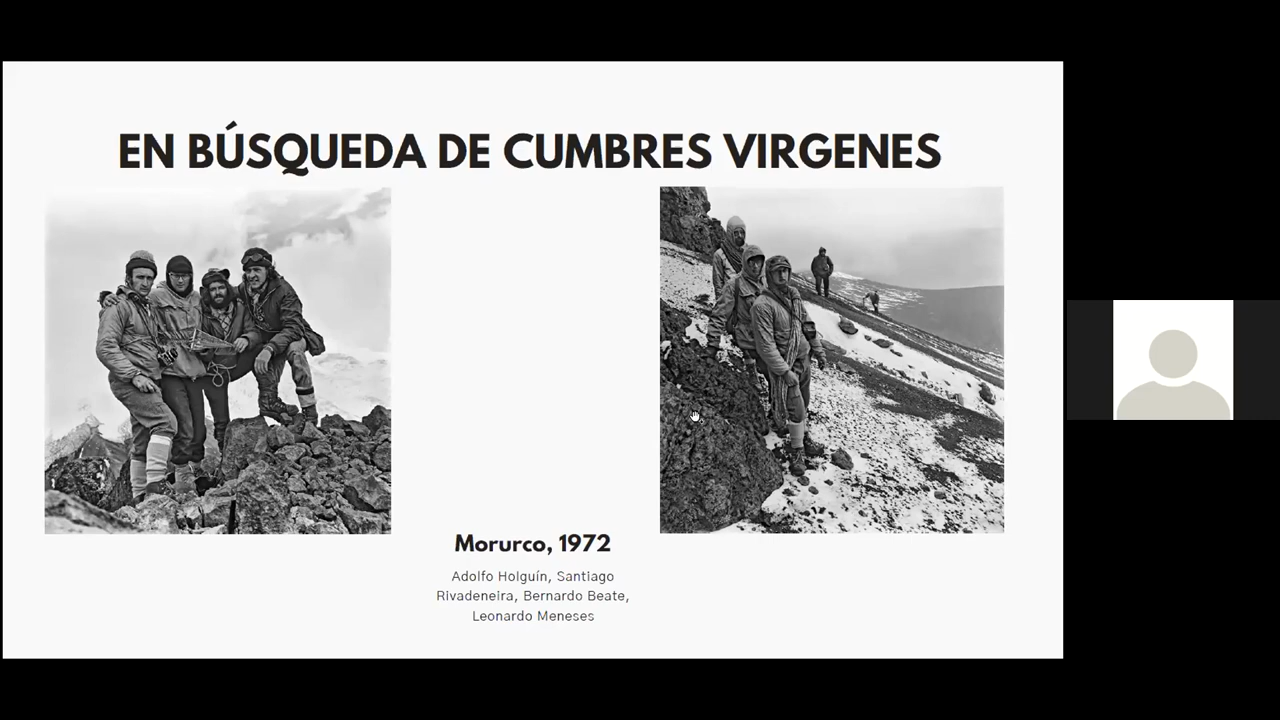 EN BÚSQUEDA DE CUMBRES VIRGENES
Morurco, 1972
Adolfo Holguín, Santiago
Rivadeneira, Bernardo Beate,
Leonardo Meneses